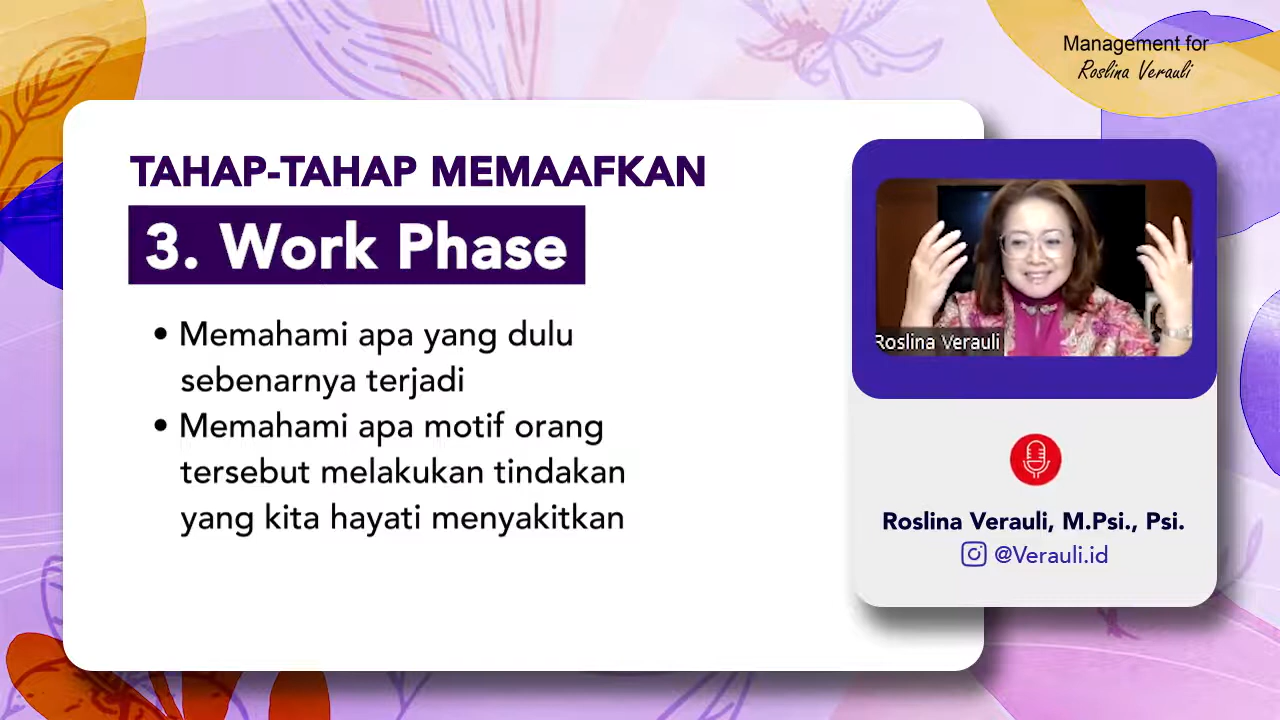 Management for
Roslina Verauli
TAHAP-TAHAP MEMAAFKAN
3. Work Phase
• Memahami apa yang dulu
sebenarnya terjadi
• Memahami apa motif orang
tersebut melakukan tindakan
yang kita hayati menyakitkan
Roslina Verauli
Roslina Verauli, M.Psi., Psi.
@Verauli.id